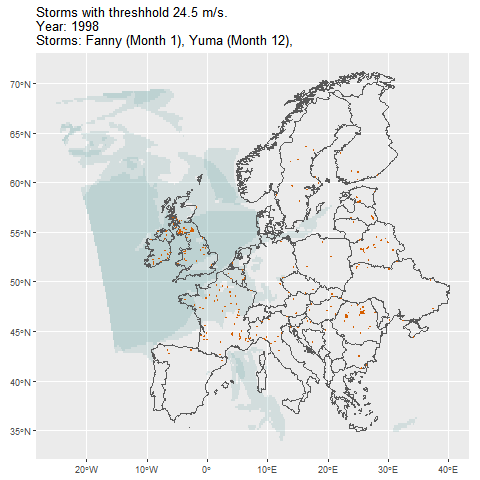 Storms with threshhold 24.5 m/s.
Year: 1998
Storms: Fanny (Month 1), Yuma (Month 12),
70°N
65°N
60°N
55°N
50°N
45°N
40°N
35°N
20°W 10°W 0° 10°E 20°E 30°E 40°E